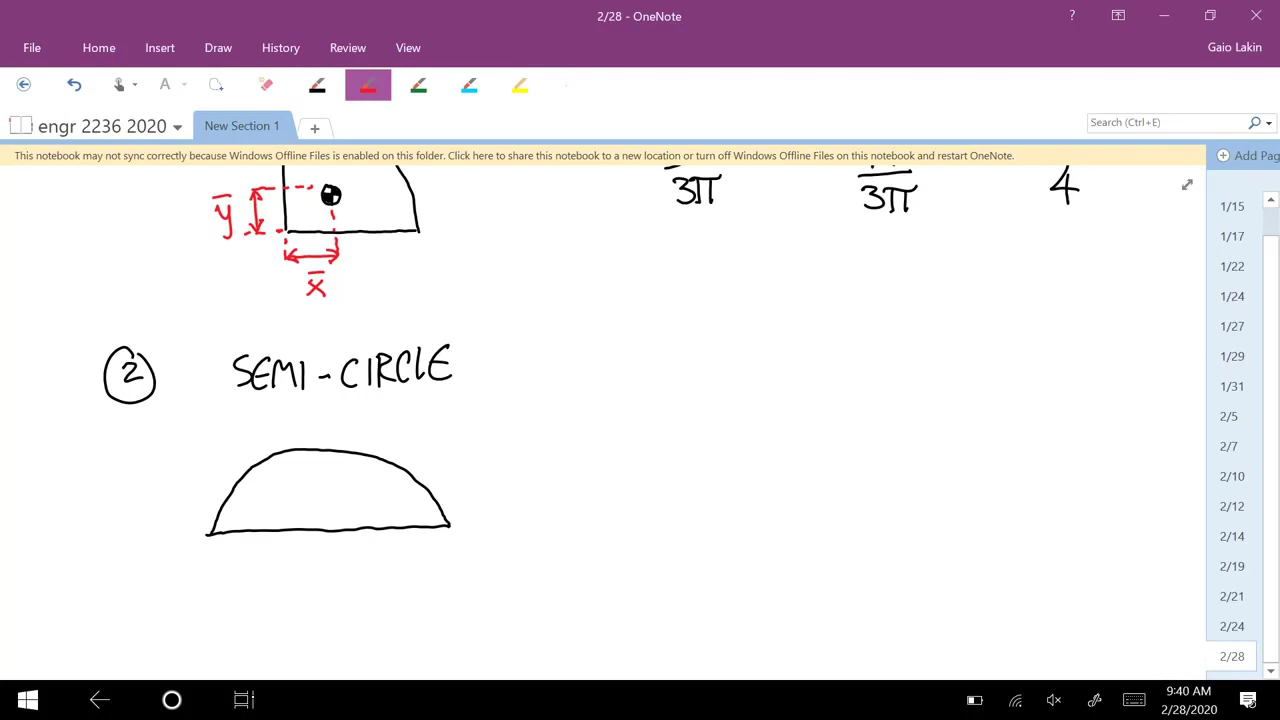 2/28 - OneNote
?
File Home Insert Draw History Review View
Gaio Lakin
A
engr 2236 2020
New Section 1
+
Search (Ctrl+E)
This notebook may not sync correctly because Windows Offline Files is enabled on this folder. Click here to share this notebook to a new location or turn off Windows Offline Files on this notebook and restart OneNote.
Add Pag
3π 3π 4
y̅
x̅
2 SEMI-CIRCLE
1/15
1/17
1/22
1/24
1/27
1/29
1/31
2/5
2/7
2/10
2/12
2/14
2/19
2/21
2/24
2/28
9:40 AM
2/28/2020